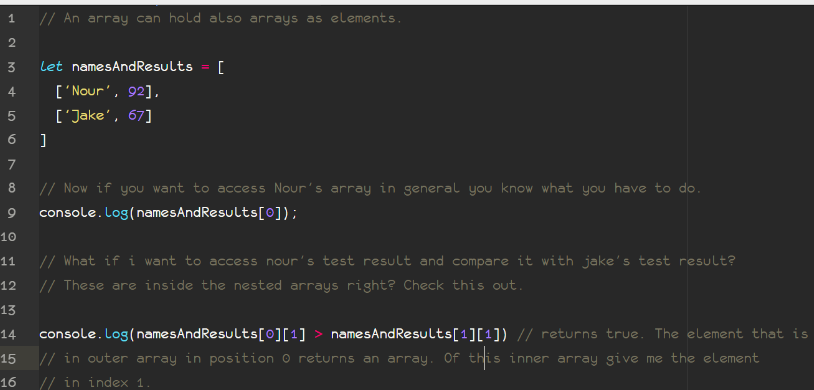 1 // An array can hold also arrays as elements.
2
3 let namesAndResults = [
4 ['Nour', 92],
5 ['Jake', 67]
6 ]
7
8 // Now if you want to access Nour's array in general you know what you have to do.
9 console.log(namesAndResults[0]);
10
11 // What if i want to access nour's test result and compare it with jake's test result?
12 // These are inside the nested arrays right? Check this out.
13
14 console.log(namesAndResults[0][1] > namesAndResults[1][1]) // returns true. The element that is
15 // in outer array in position 0 returns an array. Of this inner array give me the element
16 // in index 1.